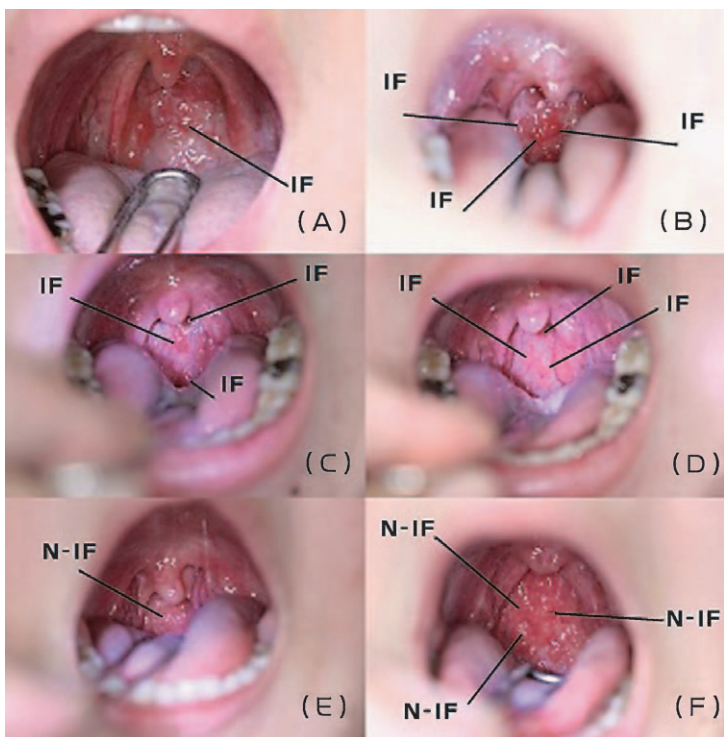 IF
(A)
IF
IF
IF
(B)
IF
IF
IF
(C)
IF
IF
IF
(D)
N-IF
(E)
N-IF
N-IF
N-IF
(F)